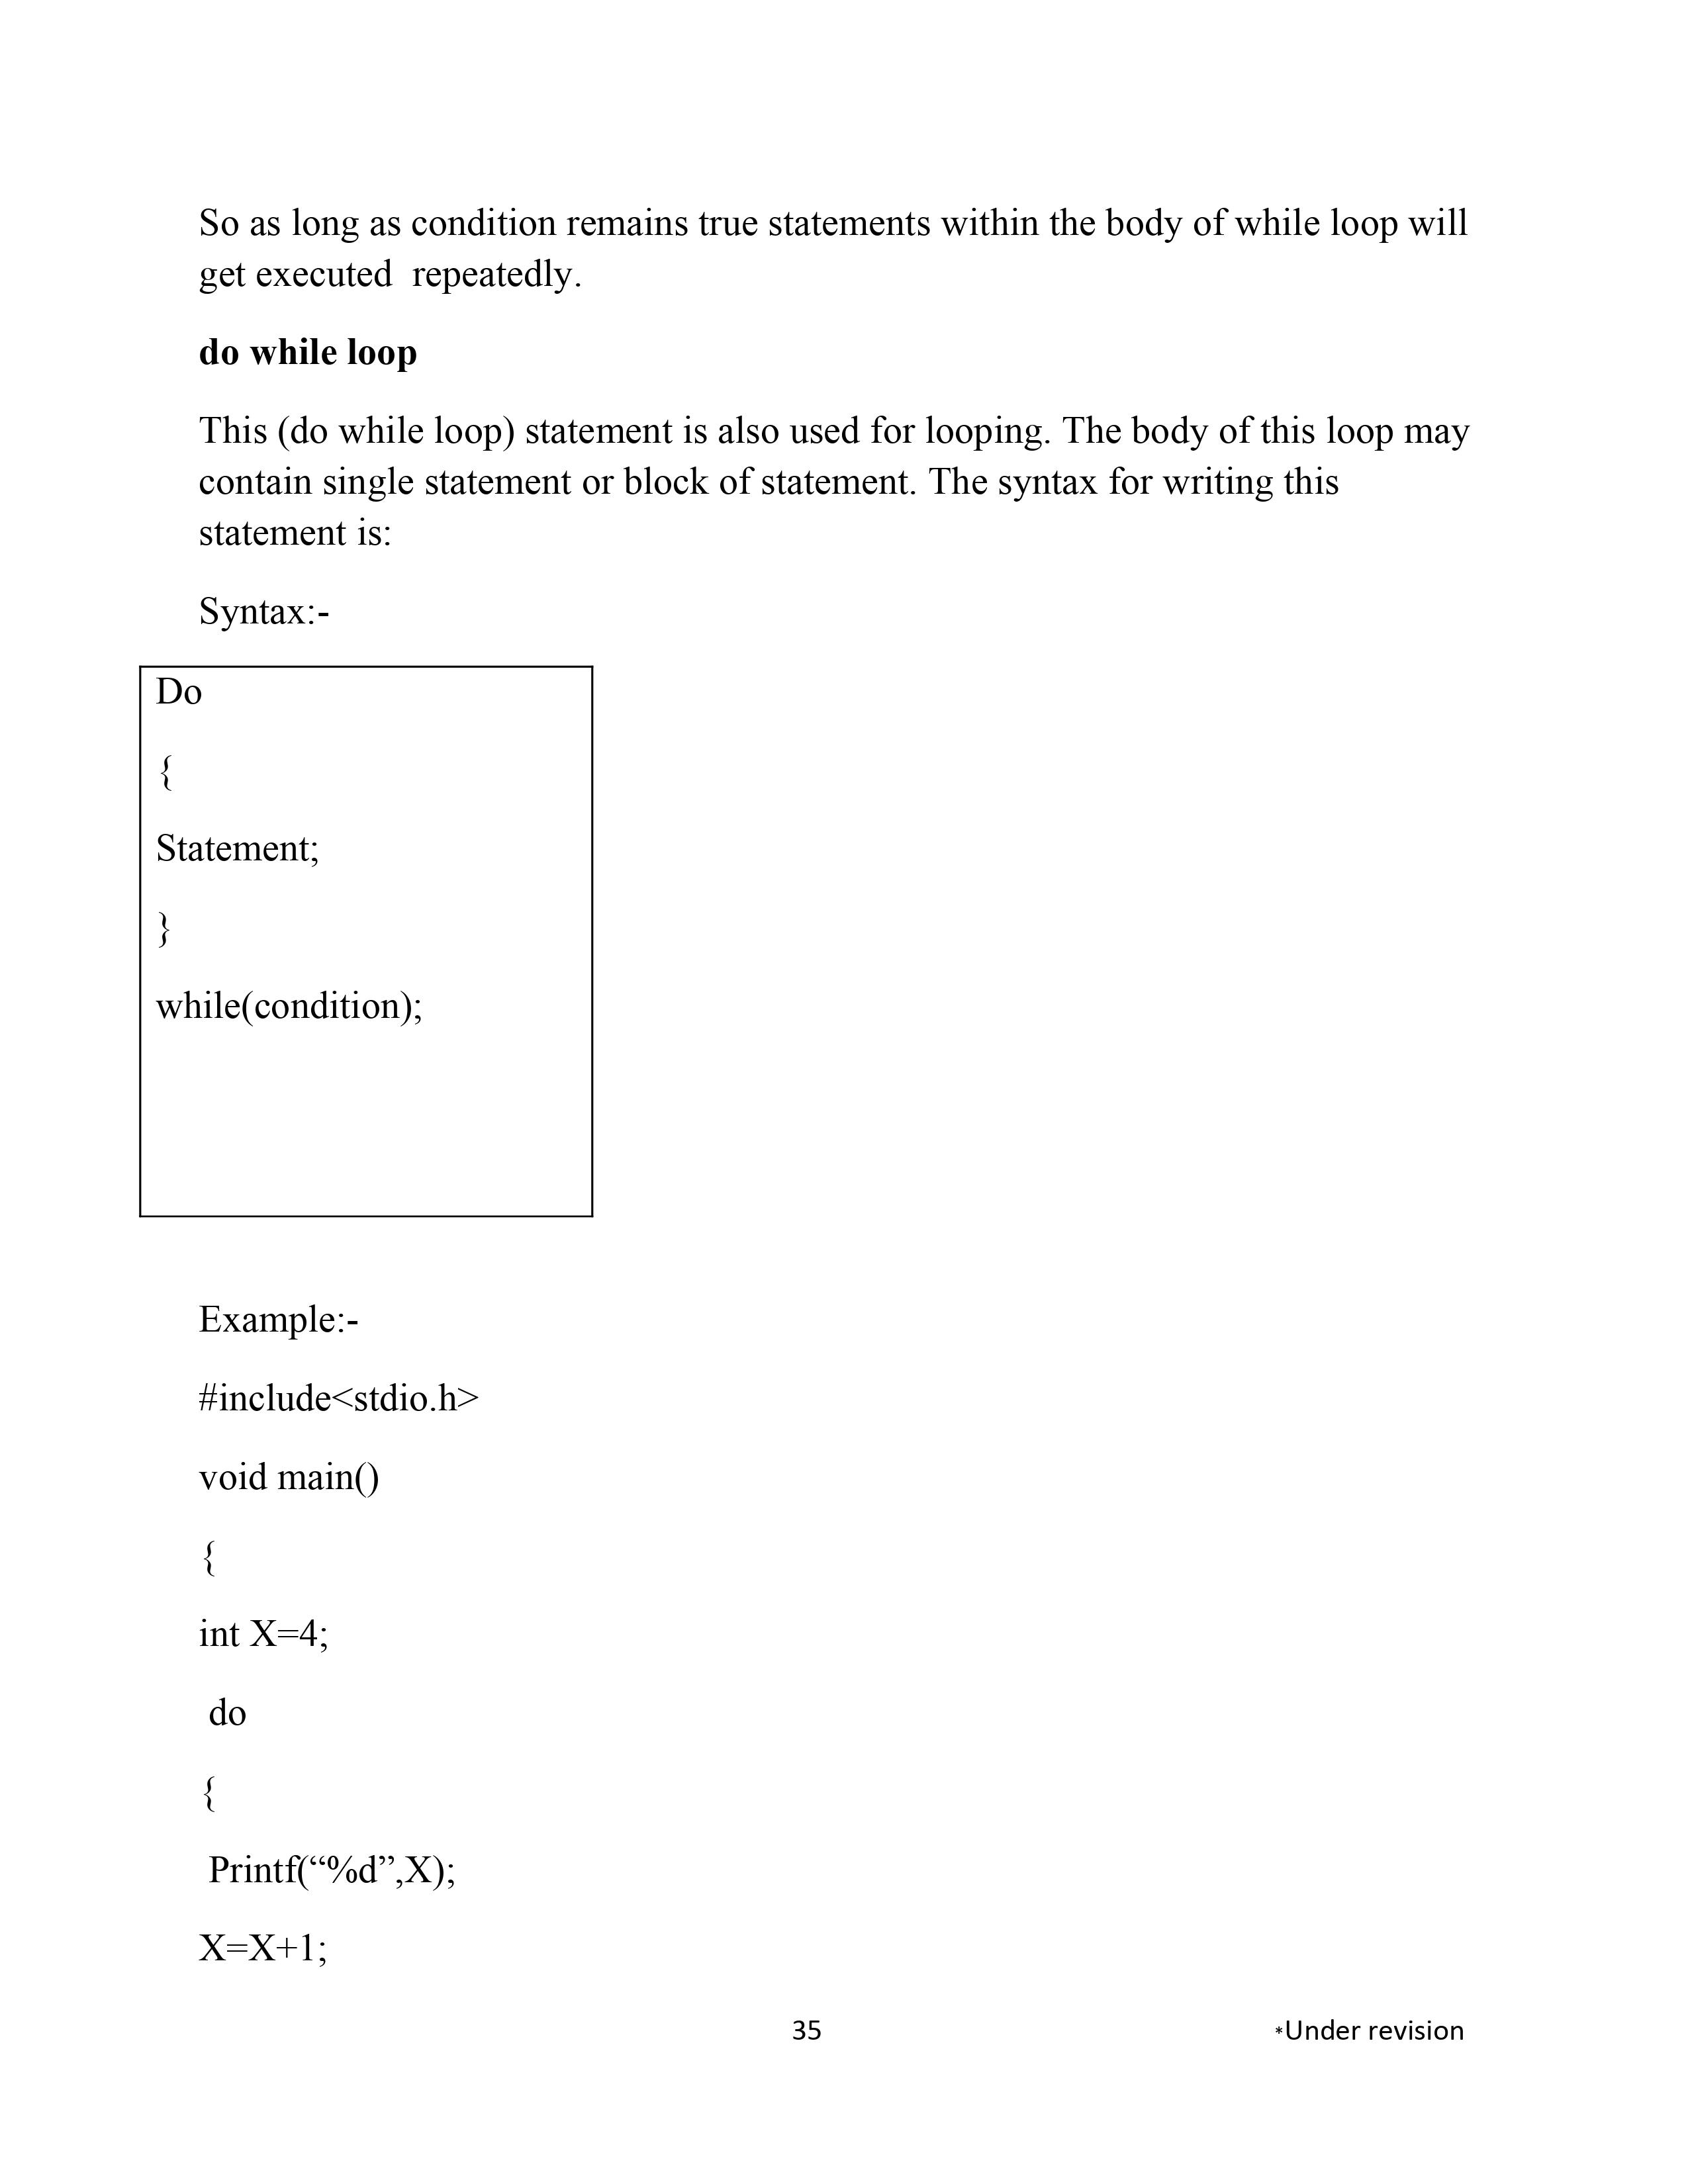 So as long as condition remains true statements within the body of while loop will
get executed  repeatedly.
do while loop
This (do while loop) statement is also used for looping. The body of this loop may
contain single statement or block of statement. The syntax for writing this
statement is:
Syntax:-
Do
{
Statement;
}
while(condition);
Example:-
#include<stdio.h>
void main()
{
int X=4;
do
{
Printf(“%d”,X);
X=X+1;
35 *Under revision